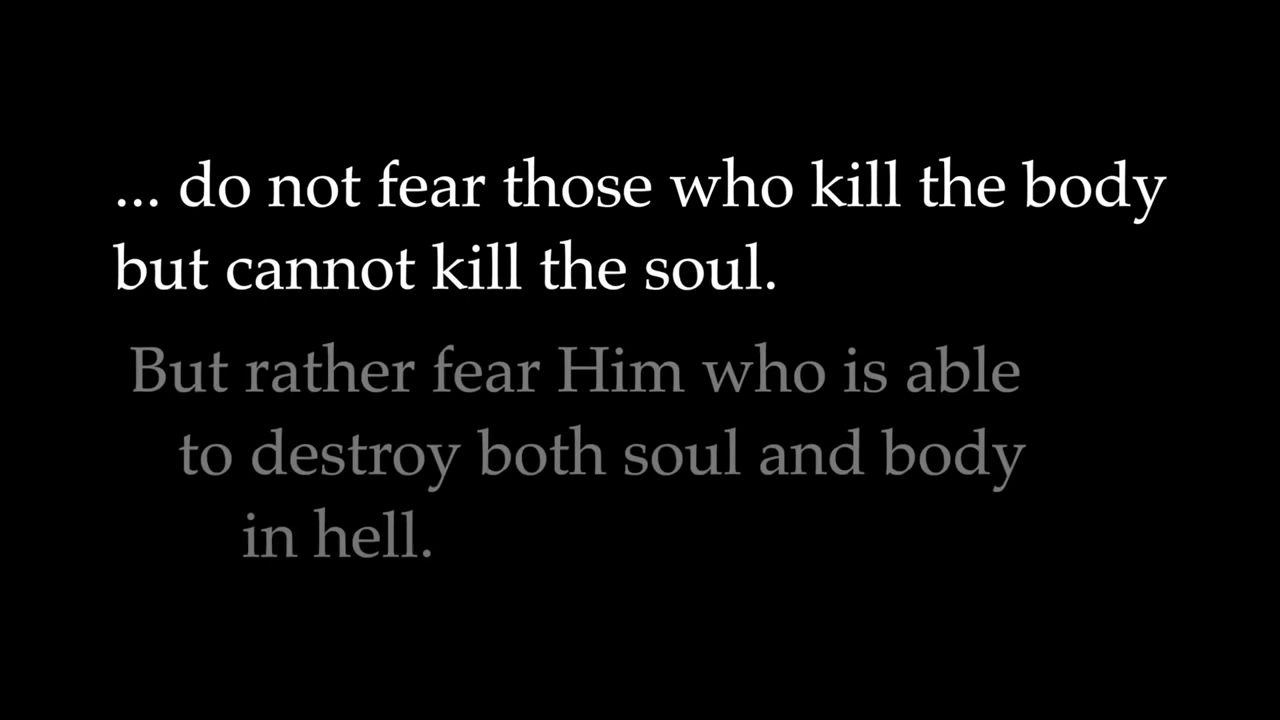 ... do not fear those who kill the body
but cannot kill the soul.
But rather fear Him who is able
to destroy both soul and body
in hell.